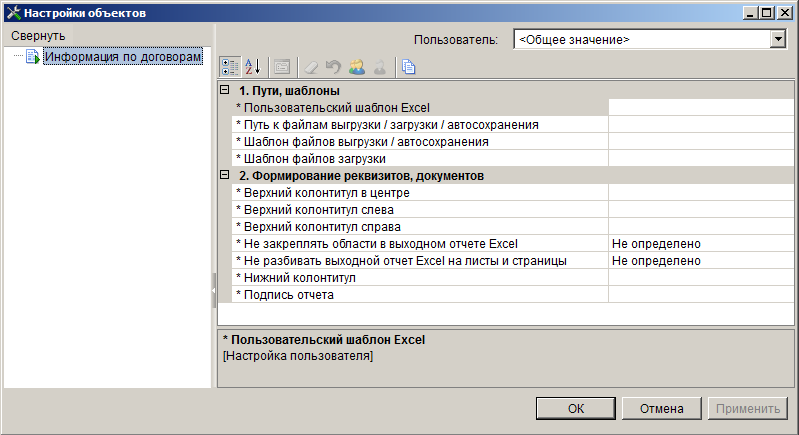 Настройки объектов
Свернуть
Информация по договорам
Пользователь: <Общее значение>
1. Пути, шаблоны
* Пользовательский шаблон Excel
* Путь к файлам выгрузки / загрузки / автосохранения
* Шаблон файлов выгрузки / автосохранения
* Шаблон файлов загрузки
2. Формирование реквизитов, документов
* Верхний колонтитул в центре
* Верхний колонтитул слева
* Верхний колонтитул справа
* Не закреплять области в выходном отчете Excel Не определено
* Не разбивать выходной отчет Excel на листы и страницы Не определено
* Нижний колонтитул
* Подпись отчета
* Пользовательский шаблон Excel
[Настройка пользователя]
ОК Отмена Применить